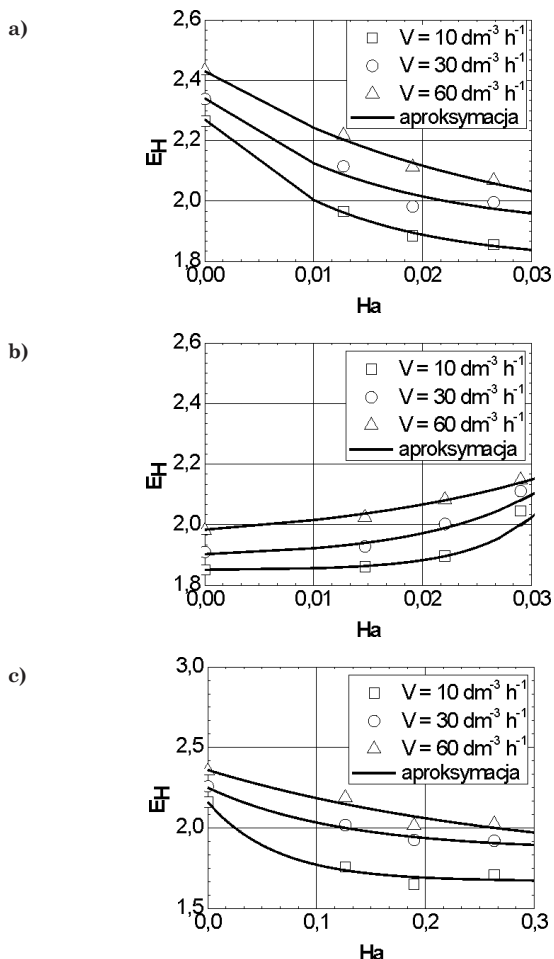 a)
2,6
2,4
2,2
2,0
1,8
E_H
0,00
0,01
0,02
0,03
Ha
V = 10 dm⁻³ h⁻¹
V = 30 dm⁻³ h⁻¹
V = 60 dm⁻³ h⁻¹
aproksymacja
b)
2,6
2,4
2,2
2,0
1,8
E_H
0,00
0,01
0,02
0,03
Ha
V = 10 dm⁻³ h⁻¹
V = 30 dm⁻³ h⁻¹
V = 60 dm⁻³ h⁻¹
aproksymacja
c)
3,0
2,5
2,0
1,5
E_H
0,0
0,1
0,2
0,3
Ha
V = 10 dm⁻³ h⁻¹
V = 30 dm⁻³ h⁻¹
V = 60 dm⁻³ h⁻¹
aproksymacja